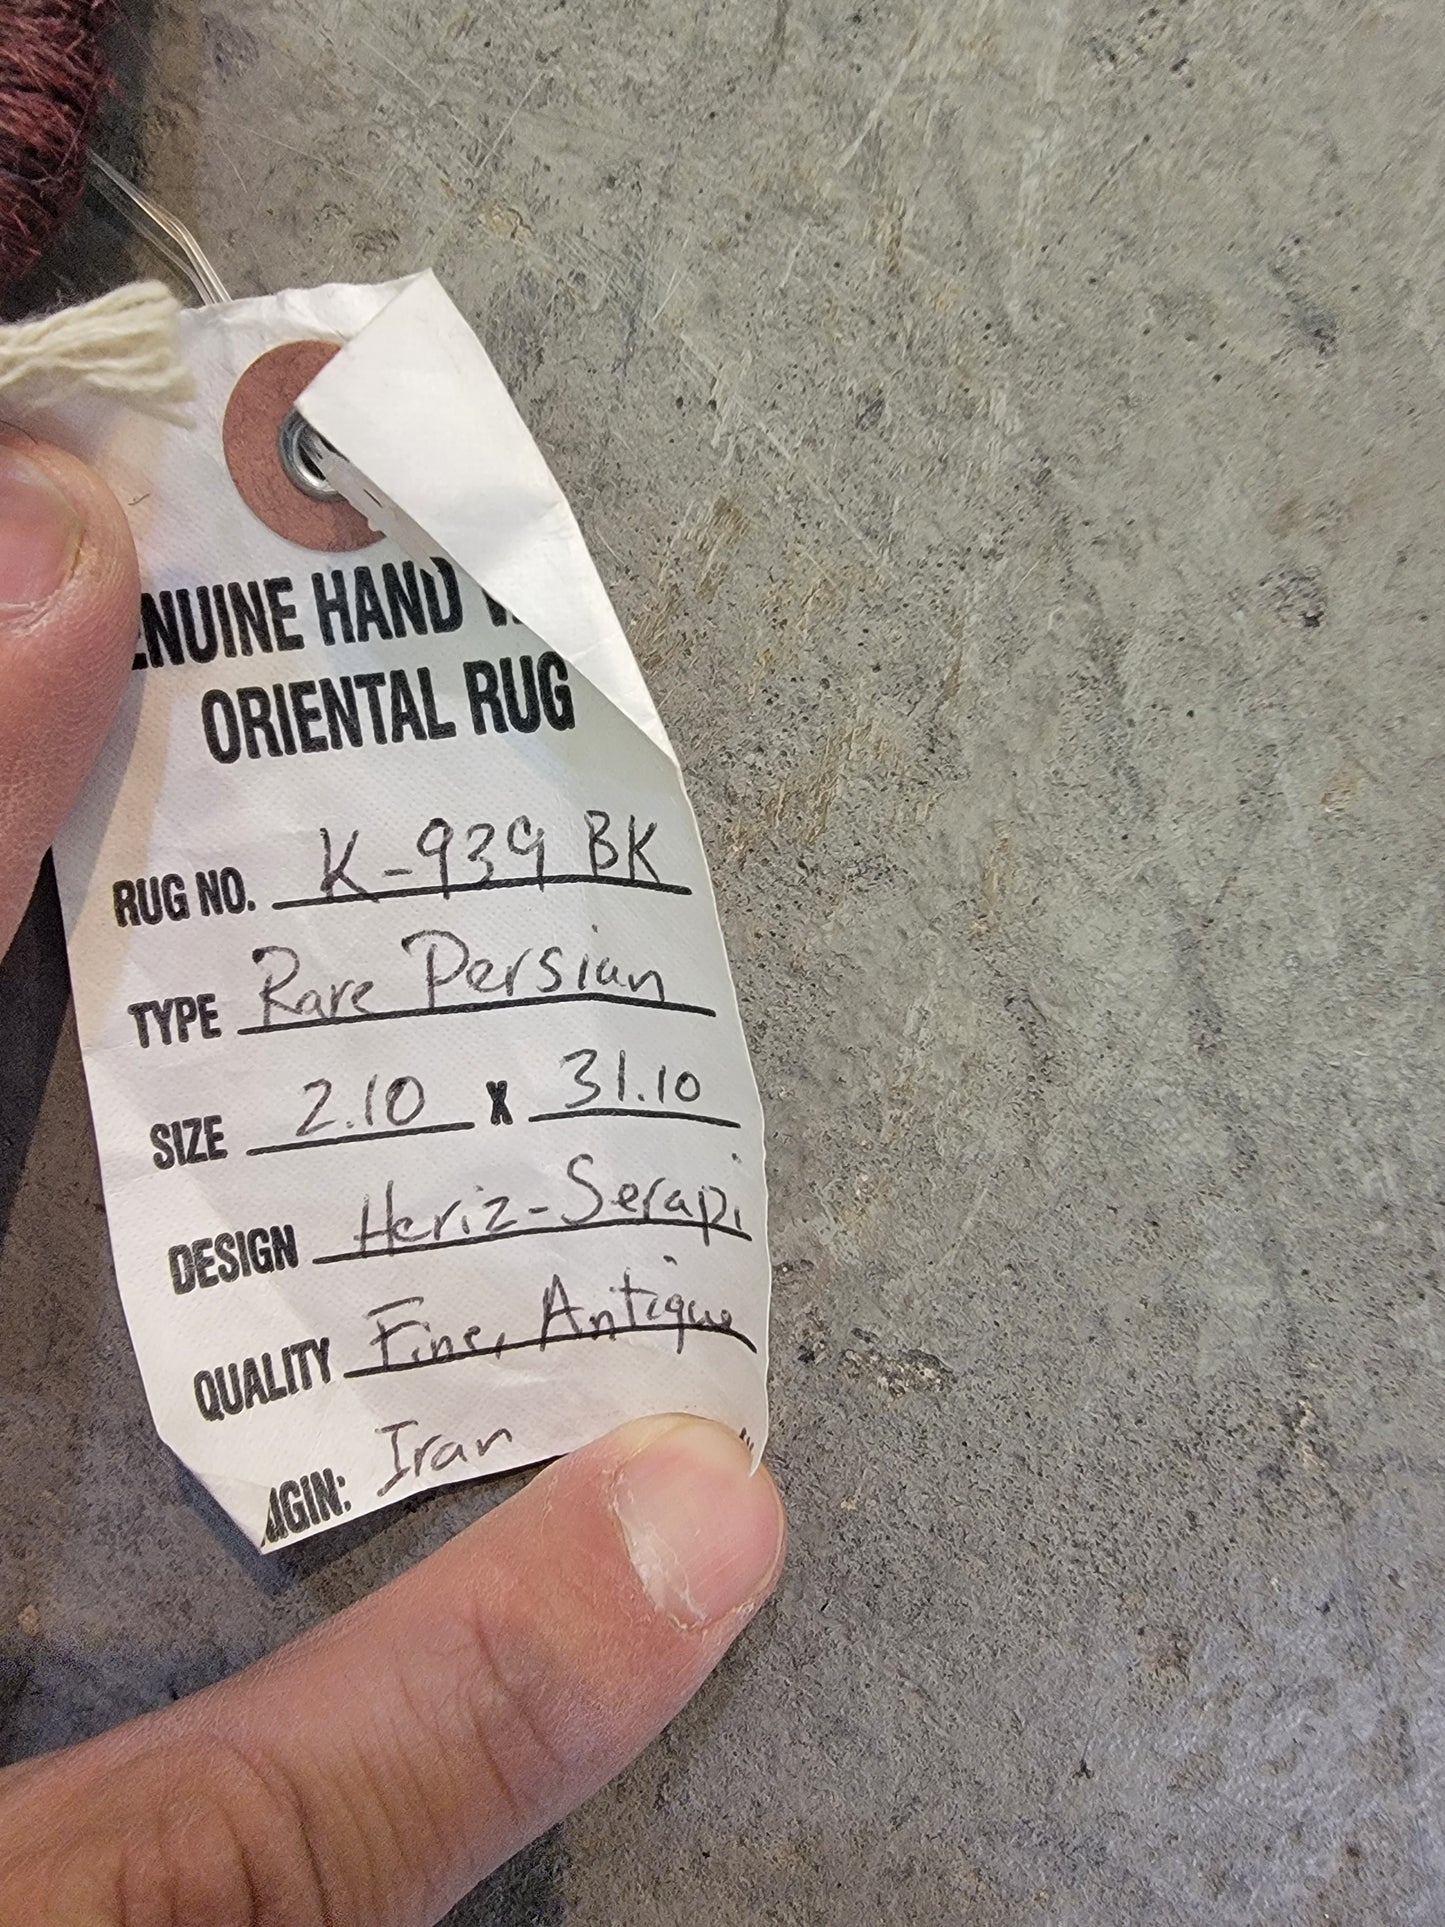 ENUINE HAND
ORIENTAL RUG
RUG NO. K-939 BK
TYPE Rare Persian
SIZE 2.10 X 31.10
DESIGN Heriz-Serapi
QUALITY Fine, Antique
IGIN: Iran